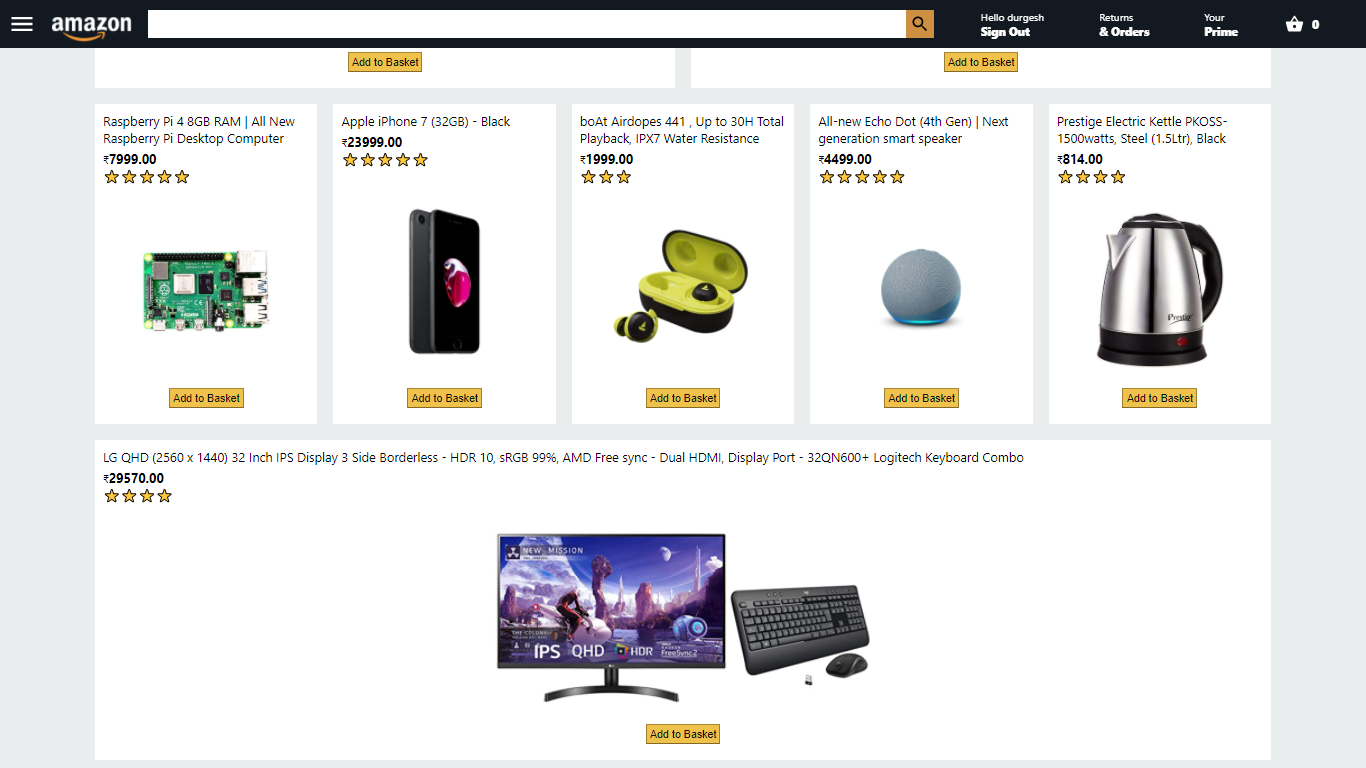 amazon
Hello durgesh
Sign Out
Returns
& Orders
Your
Prime
0
Add to Basket
Add to Basket
Raspberry Pi 4 8GB RAM | All New
Raspberry Pi Desktop Computer
₹7999.00
Add to Basket
Apple iPhone 7 (32GB) - Black
₹23999.00
Add to Basket
boAt Airdopes 441 , Up to 30H Total
Playback, IPX7 Water Resistance
₹1999.00
Add to Basket
All-new Echo Dot (4th Gen) | Next
generation smart speaker
₹4499.00
Add to Basket
Prestige Electric Kettle PKOSS-
1500watts, Steel (1.5Ltr), Black
₹814.00
Prestige
Add to Basket
LG QHD (2560 x 1440) 32 Inch IPS Display 3 Side Borderless - HDR 10, sRGB 99%, AMD Free sync - Dual HDMI, Display Port - 32QN600+ Logitech Keyboard Combo
₹29570.00
NEW MISSION
THE COLONY
IPS QHD HDR
FreeSync2
Add to Basket